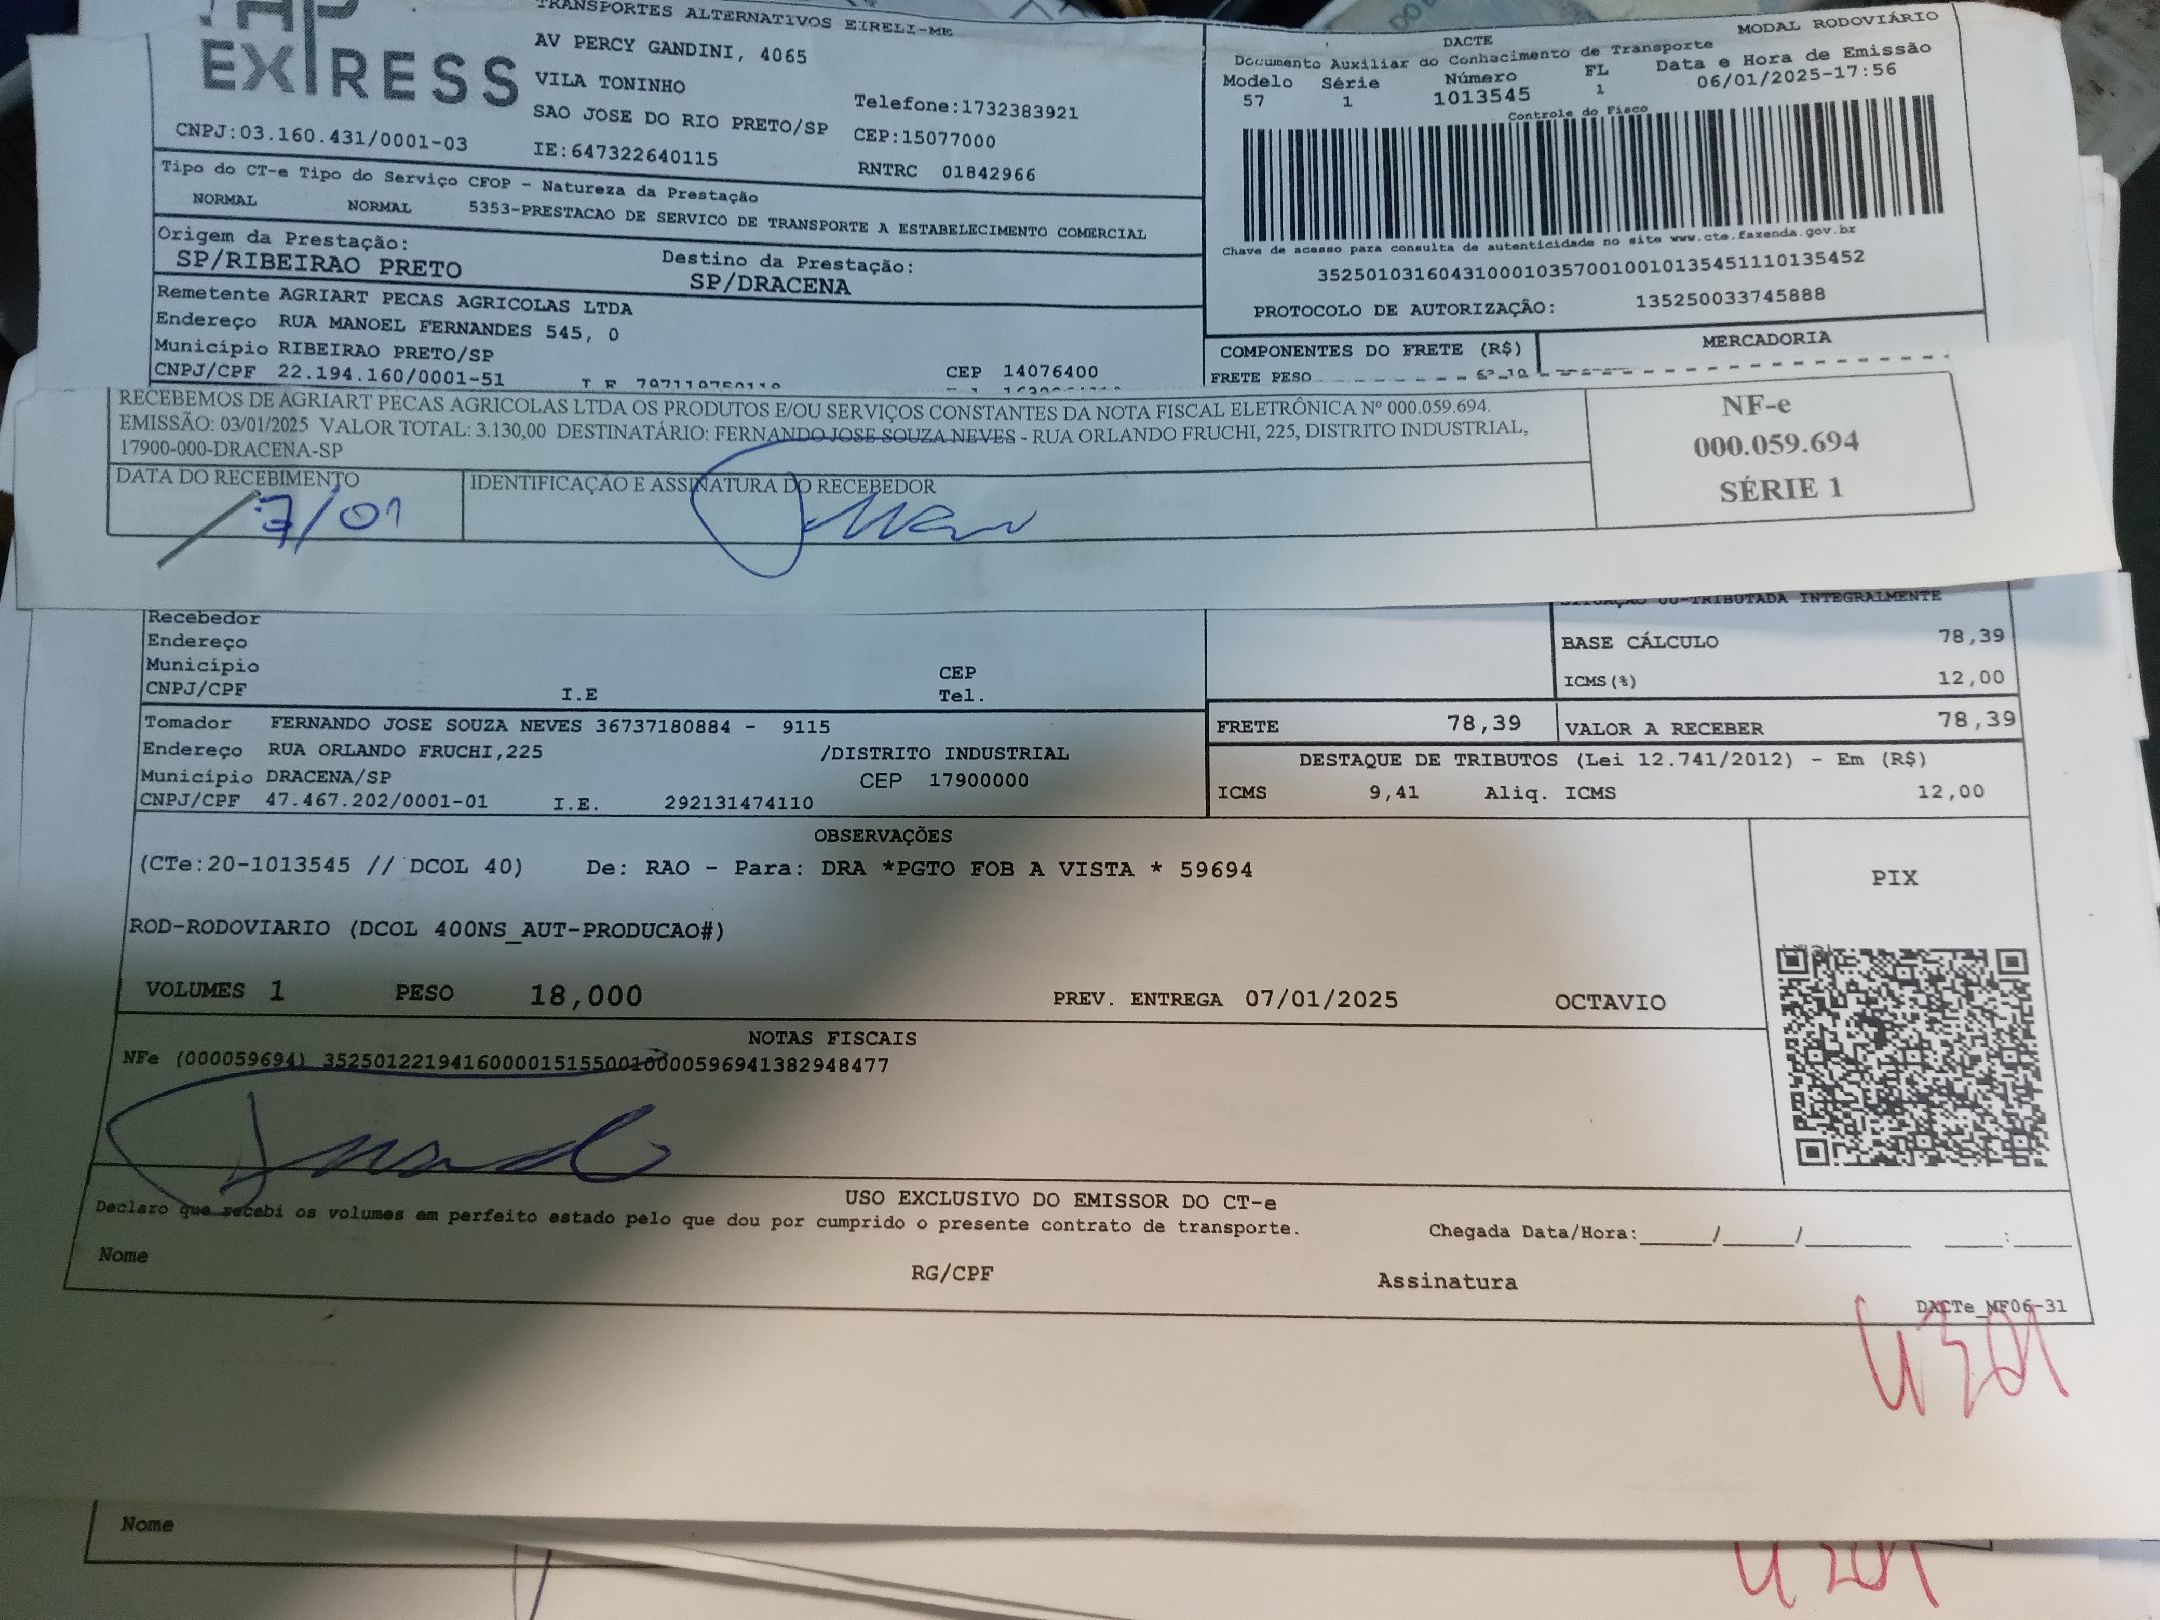 EXPRESS
TRANSPORTES ALTERNATIVOS EIRELI-ME
AV PERCY GANDINI, 4065
VILA TONINHO
SAO JOSE DO RIO PRETO/SP
Telefone:1732383921
CEP:15077000
CNPJ:03.160.431/0001-03
IE:647322640115
RNTRC 01842966
DACTE
MODAL RODOVIÁRIO
Documento Auxiliar do Conhecimento de Transporte
Modelo Série Número FL Data e Hora de Emissão
57 1 1013545 1 06/01/2025-17:56
Controle do Fisco
Chave de acesso para consulta de autenticidade no site www.cte.fazenda.gov.br
35250103160431000103570010010135451110135452
PROTOCOLO DE AUTORIZAÇÃO: 135250033745888
Tipo do CT-e Tipo do Serviço CFOP - Natureza da Prestação
NORMAL NORMAL 5353-PRESTACAO DE SERVICO DE TRANSPORTE A ESTABELECIMENTO COMERCIAL
Origem da Prestação: Destino da Prestação:
SP/RIBEIRAO PRETO SP/DRACENA
Remetente AGRIART PECAS AGRICOLAS LTDA
Endereço RUA MANOEL FERNANDES 545, 0
Município RIBEIRAO PRETO/SP
CEP 14076400
CNPJ/CPF 22.194.160/0001-51
COMPONENTES DO FRETE (R$) MERCADORIA
FRETE PESO
RECEBEMOS DE AGRIART PECAS AGRICOLAS LTDA OS PRODUTOS E/OU SERVIÇOS CONSTANTES DA NOTA FISCAL ELETRÔNICA Nº 000.059.694.
EMISSÃO: 03/01/2025 VALOR TOTAL: 3.130,00 DESTINATÁRIO: FERNANDO JOSE SOUZA NEVES - RUA ORLANDO FRUCHI, 225, DISTRITO INDUSTRIAL,
17900-000-DRACENA-SP
NF-e
000.059.694
SÉRIE 1
DATA DO RECEBIMENTO IDENTIFICAÇÃO E ASSINATURA DO RECEBEDOR
7/01
SITUAÇÃO 00-TRIBUTADA INTEGRALMENTE
Recebedor
Endereço
Município CEP
CNPJ/CPF I.E Tel.
BASE CÁLCULO 78,39
ICMS(%) 12,00
FRETE 78,39 VALOR A RECEBER 78,39
Tomador FERNANDO JOSE SOUZA NEVES 36737180884 - 9115
Endereço RUA ORLANDO FRUCHI,225 /DISTRITO INDUSTRIAL
Município DRACENA/SP CEP 17900000
CNPJ/CPF 47.467.202/0001-01 I.E. 292131474110
DESTAQUE DE TRIBUTOS (Lei 12.741/2012) - Em (R$)
ICMS 9,41 Aliq. ICMS 12,00
OBSERVAÇÕES
(CTe:20-1013545 // DCOL 40) De: RAO - Para: DRA *PGTO FOB A VISTA * 59694
PIX
ROD-RODOVIARIO (DCOL 400NS_AUT-PRODUCAO#)
VOLUMES 1 PESO 18,000 PREV. ENTREGA 07/01/2025 OCTAVIO
NOTAS FISCAIS
NFe (000059694) 35250122194160000151550010000596941382948477
USO EXCLUSIVO DO EMISSOR DO CT-e
Declaro que recebi os volumes em perfeito estado pelo que dou por cumprido o presente contrato de transporte.
Chegada Data/Hora:_____/_____/_______ ____:____
Nome RG/CPF Assinatura
DACTe_MF06-31
Nome